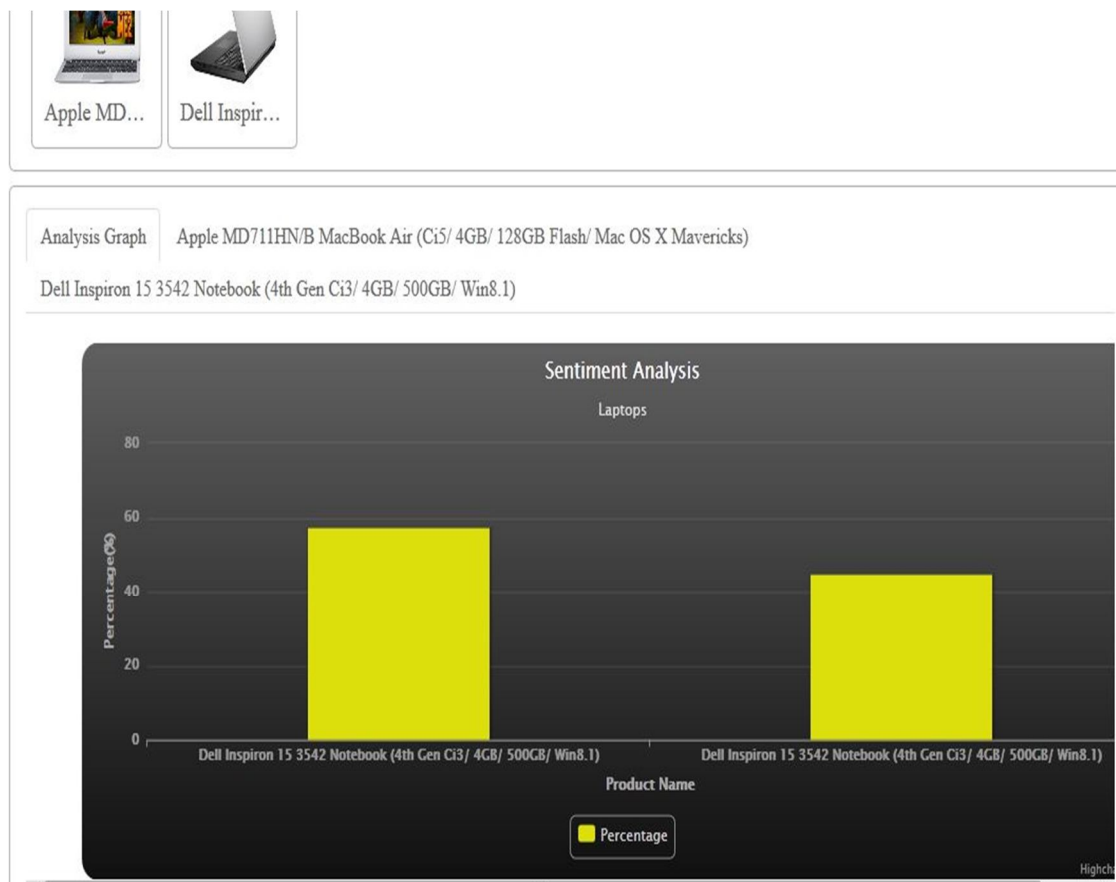 Apple MD...
Dell Inspir...
Analysis Graph
Apple MD711HN/B MacBook Air (Ci5/ 4GB/ 128GB Flash/ Mac OS X Mavericks)
Dell Inspiron 15 3542 Notebook (4th Gen Ci3/ 4GB/ 500GB/ Win8.1)
Sentiment Analysis
Laptops
80
60
40
20
0
Percentage(%)
Dell Inspiron 15 3542 Notebook (4th Gen Ci3/ 4GB/ 500GB/ Win8.1)
Dell Inspiron 15 3542 Notebook (4th Gen Ci3/ 4GB/ 500GB/ Win8.1)
Product Name
Percentage